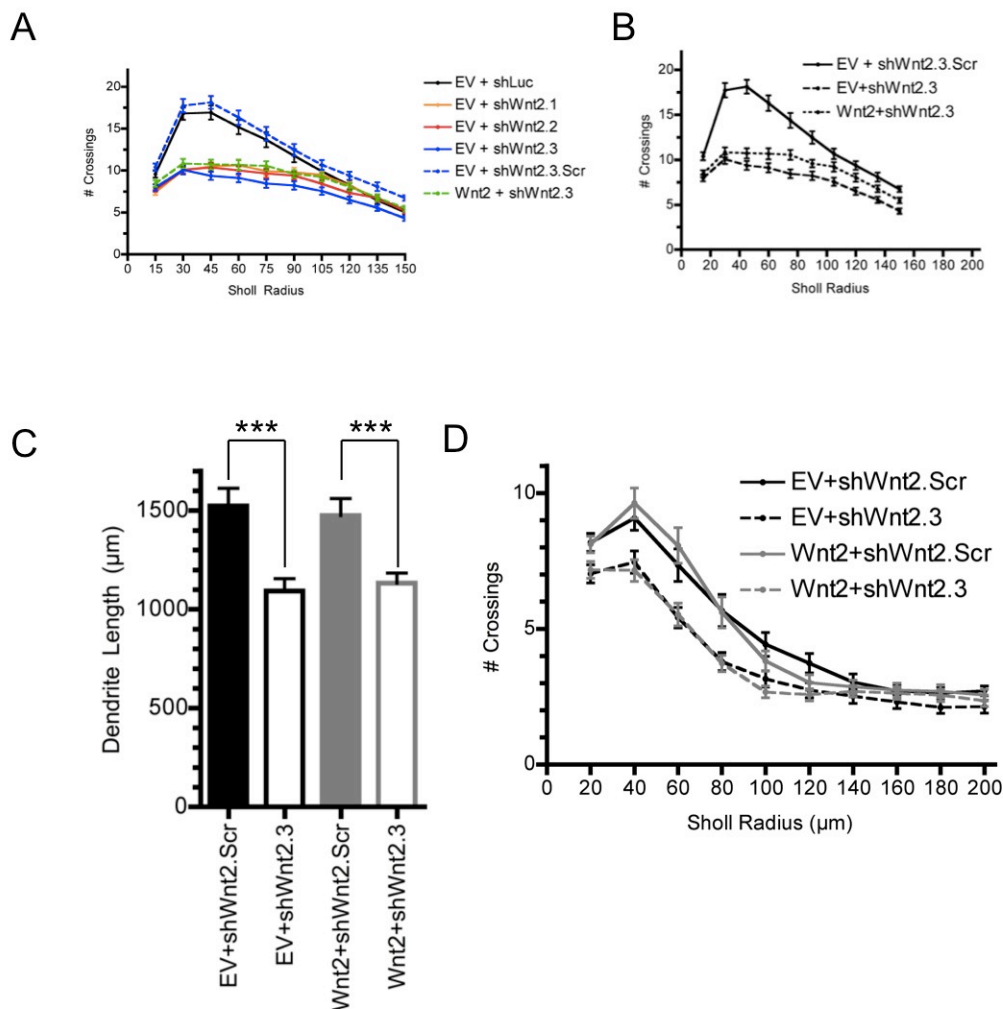 A
20
15
10
5
0
# Crossings
0 15 30 45 60 75 90 105 120 135 150
Sholl Radius
EV + shLuc
EV + shWnt2.1
EV + shWnt2.2
EV + shWnt2.3
EV + shWnt2.3.Scr
Wnt2 + shWnt2.3
B
20
15
10
5
0
# Crossings
0 20 40 60 80 100 120 140 160 180 200
Sholl Radius
EV + shWnt2.3.Scr
EV+shWnt2.3
Wnt2+shWnt2.3
C
*** ***
1500
1000
500
0
Dendrite Length (µm)
EV+shWnt2.Scr
EV+shWnt2.3
Wnt2+shWnt2.Scr
Wnt2+shWnt2.3
D
10
5
0
# Crossings
0 20 40 60 80 100 120 140 160 180 200
Sholl Radius (µm)
EV+shWnt2.Scr
EV+shWnt2.3
Wnt2+shWnt2.Scr
Wnt2+shWnt2.3